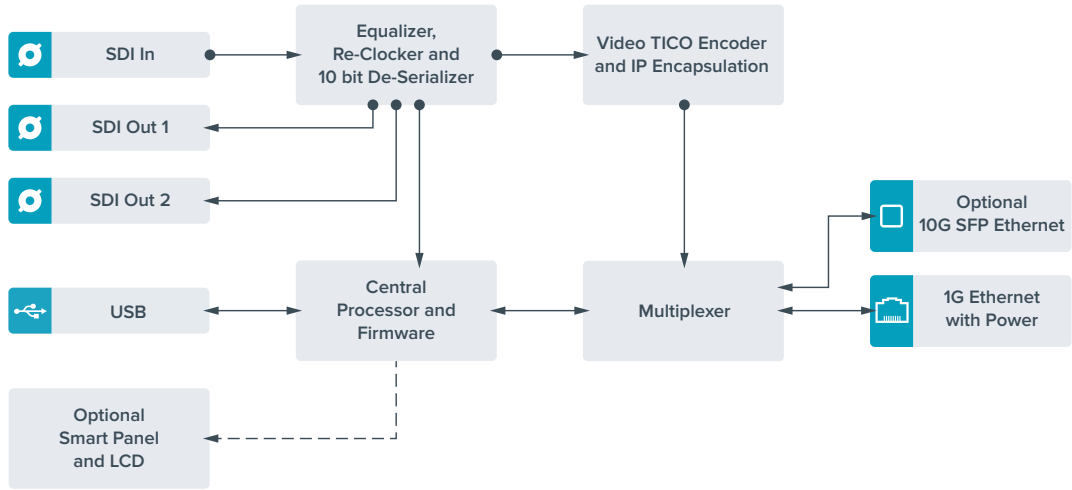 SDI In
Equalizer,
Re-Clocker and
10 bit De-Serializer
Video TICO Encoder
and IP Encapsulation
SDI Out 1
SDI Out 2
Optional
10G SFP Ethernet
USB
Central
Processor and
Firmware
Multiplexer
1G Ethernet
with Power
Optional
Smart Panel
and LCD